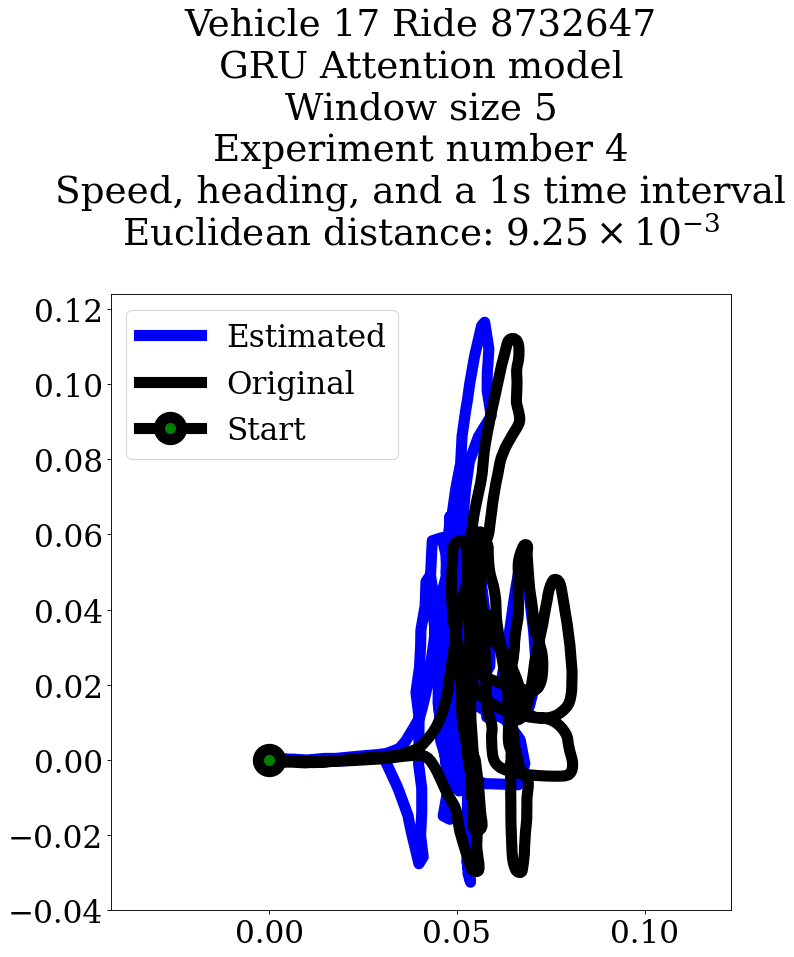 Vehicle 17 Ride 8732647
GRU Attention model
Window size 5
Experiment number 4
Speed, heading, and a 1s time interval
Euclidean distance: 9.25 × 10⁻³
0.12
Estimated
0.10
Original
Start
0.08
0.06
0.04
0.02
0.00
−0.02
−0.04
0.00 0.05 0.10